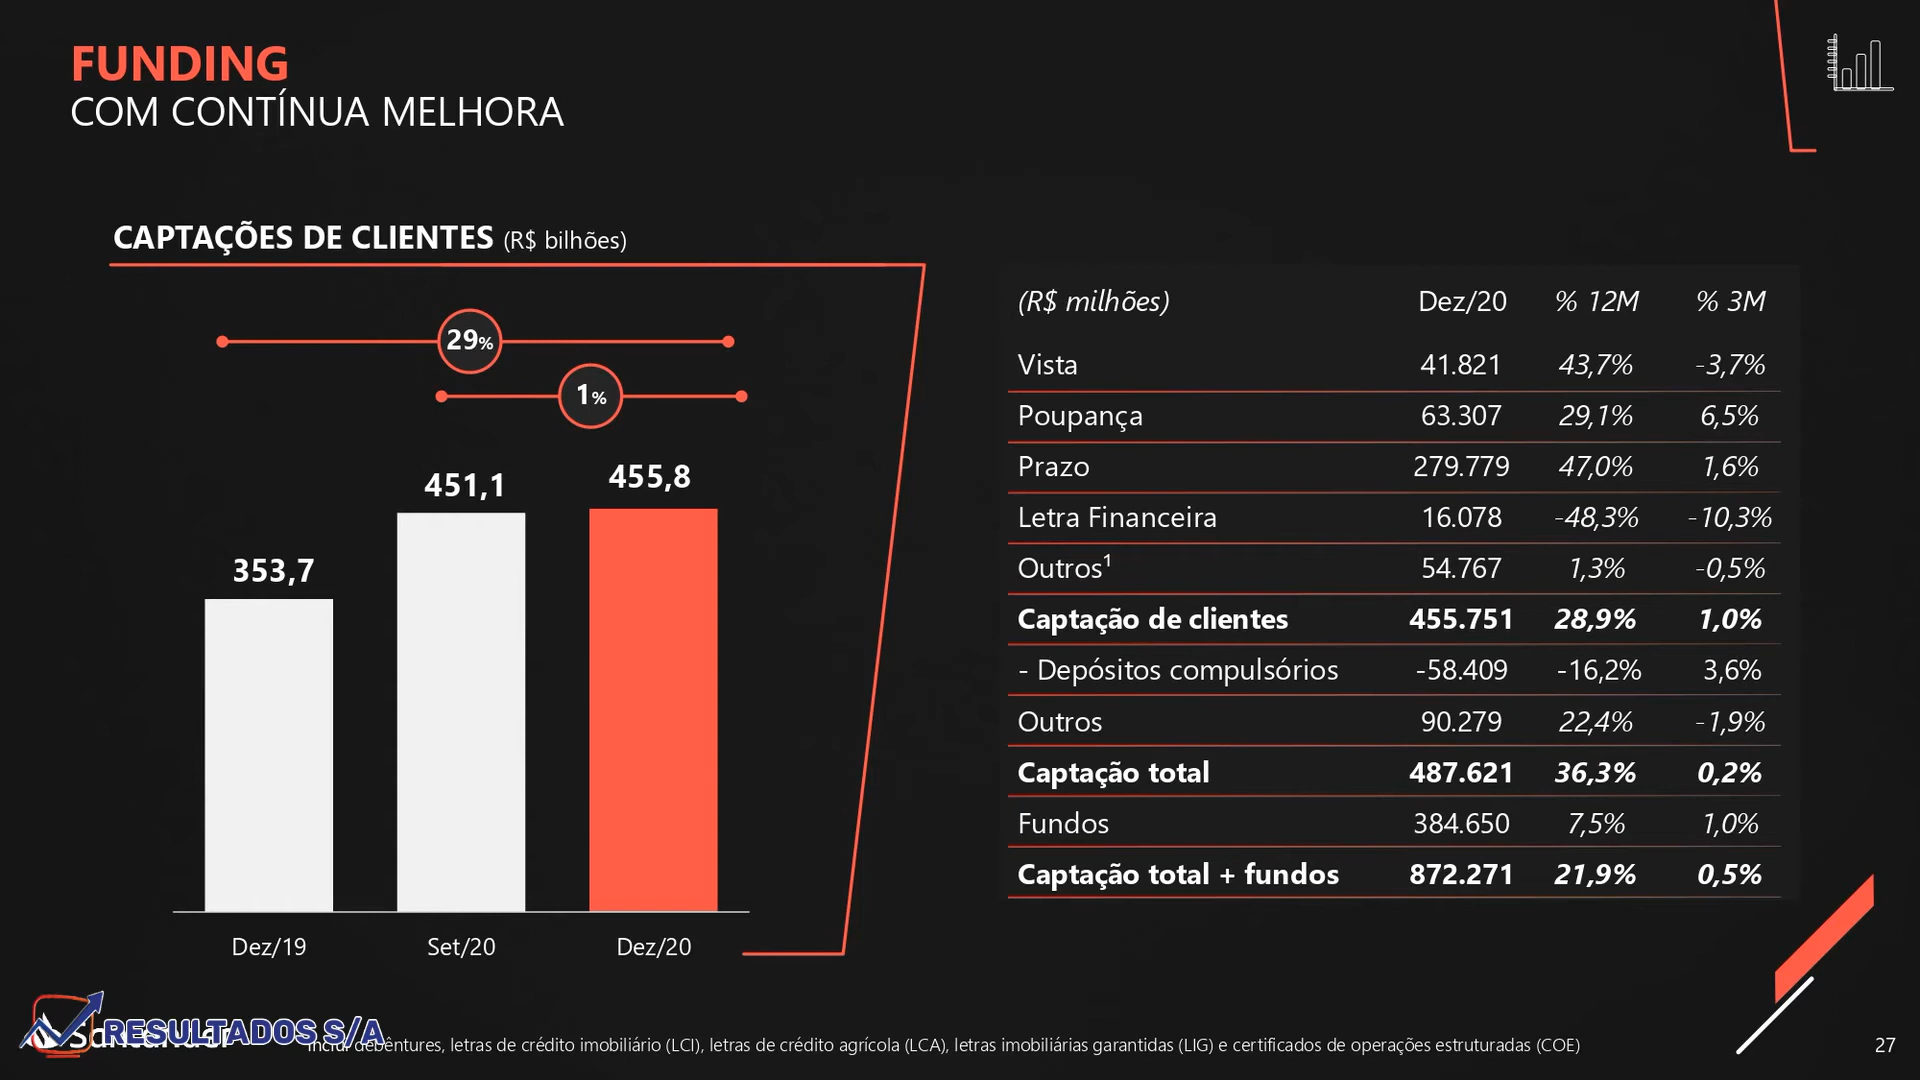 FUNDING
COM CONTÍNUA MELHORA
CAPTAÇÕES DE CLIENTES (R$ bilhões)
29%
1%
353,7
451,1
455,8
Dez/19 Set/20 Dez/20
(R$ milhões) Dez/20 % 12M % 3M
Vista 41.821 43,7% -3,7%
Poupança 63.307 29,1% 6,5%
Prazo 279.779 47,0% 1,6%
Letra Financeira 16.078 -48,3% -10,3%
Outros¹ 54.767 1,3% -0,5%
Captação de clientes 455.751 28,9% 1,0%
- Depósitos compulsórios -58.409 -16,2% 3,6%
Outros 90.279 22,4% -1,9%
Captação total 487.621 36,3% 0,2%
Fundos 384.650 7,5% 1,0%
Captação total + fundos 872.271 21,9% 0,5%
RESULTADOS S/A
Santander
Inclui debêntures, letras de crédito imobiliário (LCI), letras de crédito agrícola (LCA), letras imobiliárias garantidas (LIG) e certificados de operações estruturadas (COE)
27